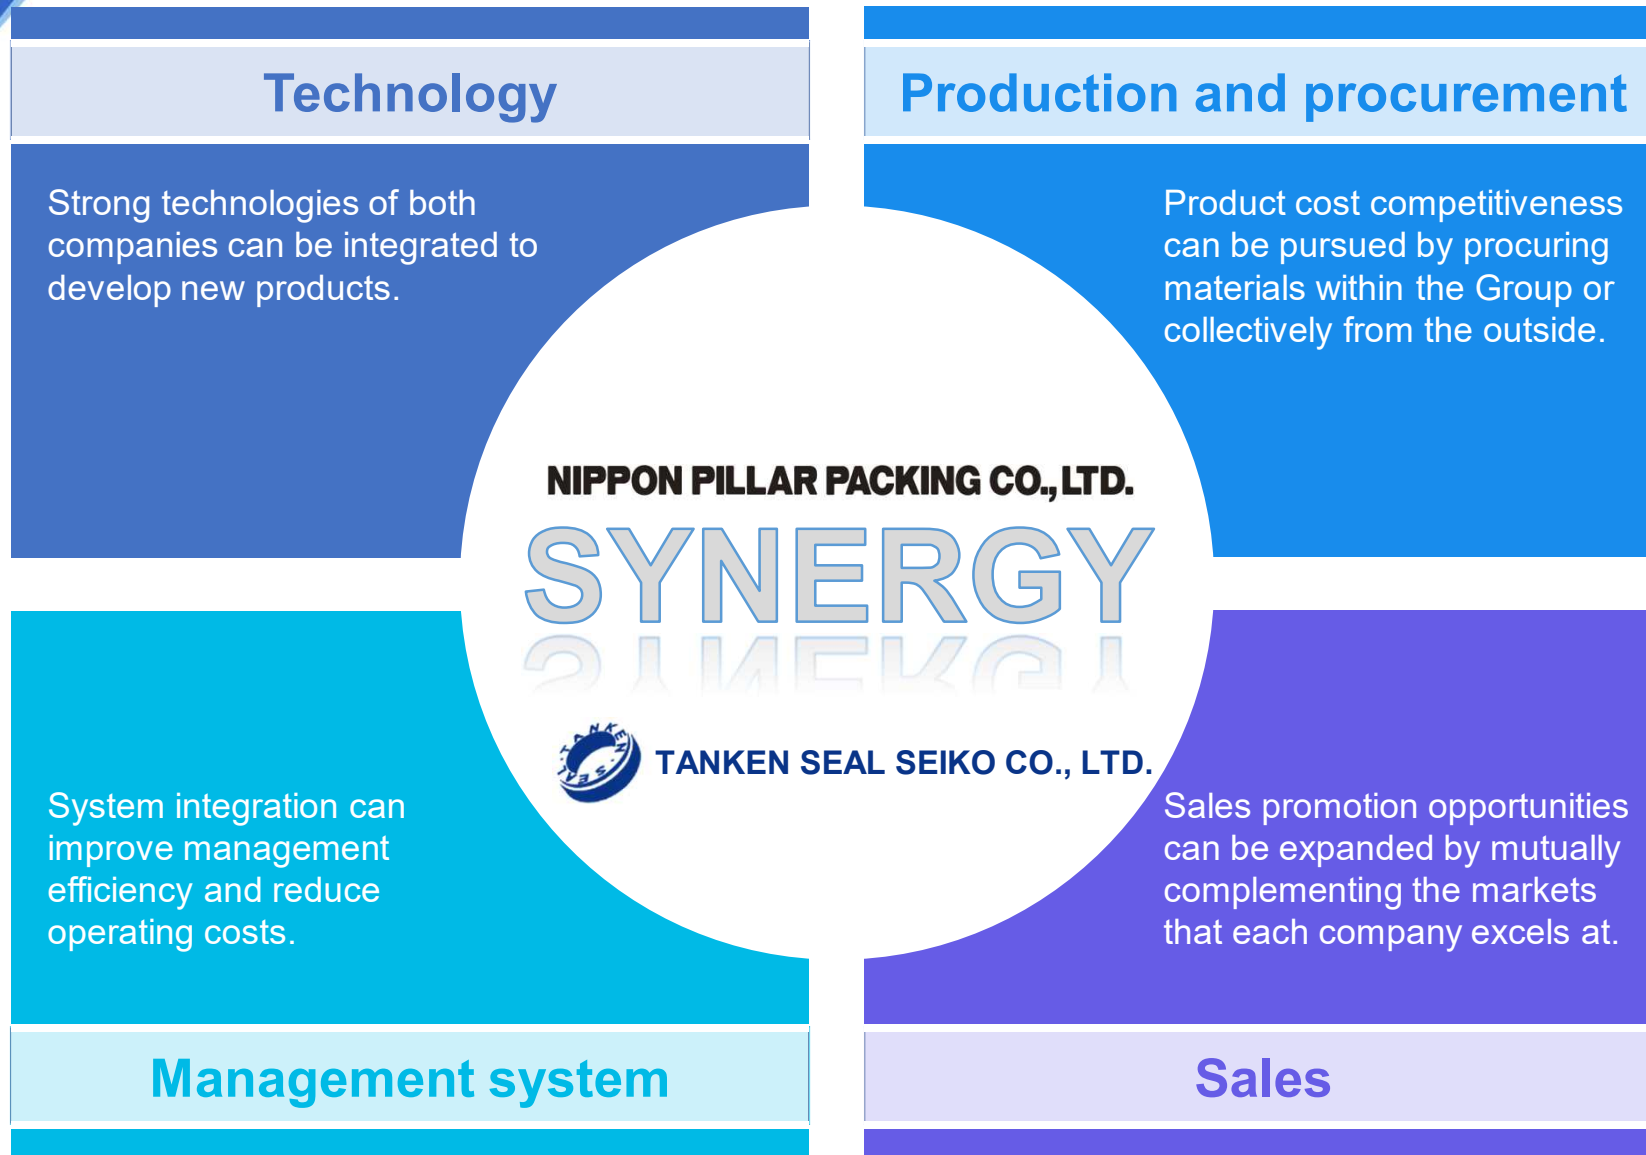 Technology
Strong technologies of both
companies can be integrated to
develop new products.
Production and procurement
Product cost competitiveness
can be pursued by procuring
materials within the Group or
collectively from the outside.
NIPPON PILLAR PACKING CO., LTD.
SYNERGY
TANKEN SEAL
TANKEN SEAL SEIKO CO., LTD.
System integration can
improve management
efficiency and reduce
operating costs.
Management system
Sales promotion opportunities
can be expanded by mutually
complementing the markets
that each company excels at.
Sales